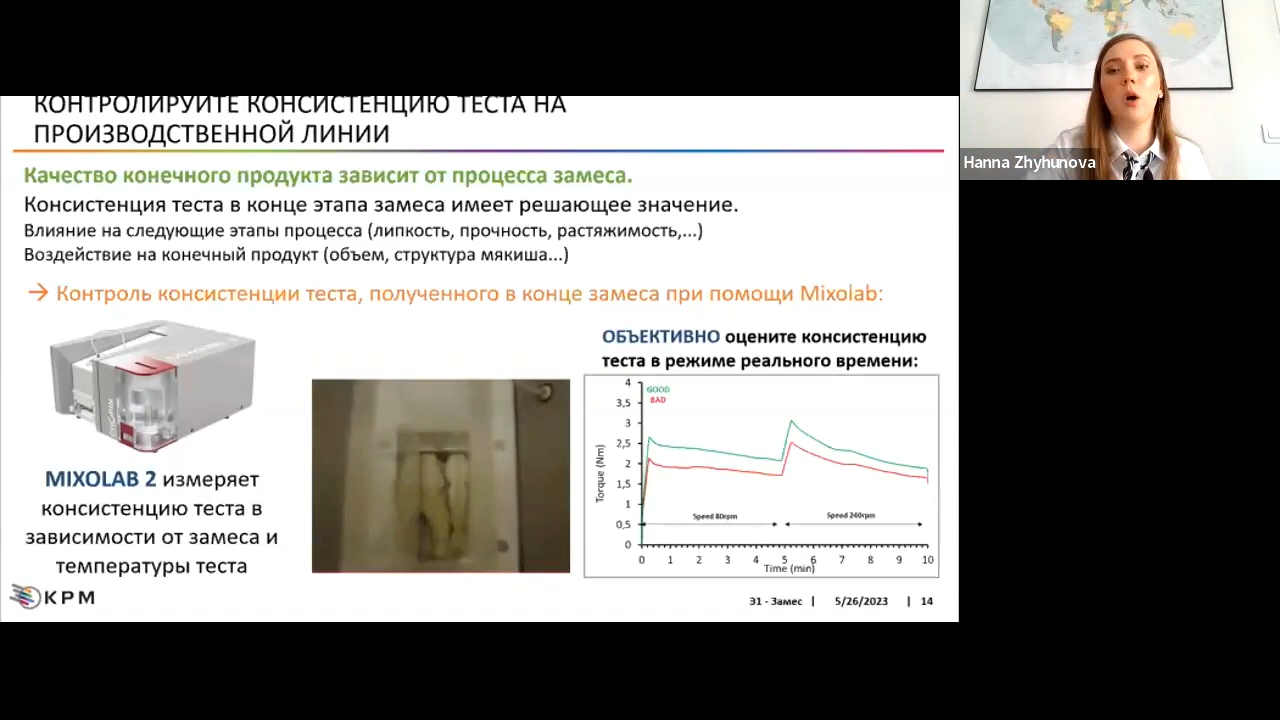 КОНТРОЛИРУЙТЕ КОНСИСТЕНЦИЮ ТЕСТА НА
ПРОИЗВОДСТВЕННОЙ ЛИНИИ
Качество конечного продукта зависит от процесса замеса.
Консистенция теста в конце этапа замеса имеет решающее значение.
Влияние на следующие этапы процесса (липкость, прочность, растяжимость,...)
Воздействие на конечный продукт (объем, структура мякиша...)
→ Контроль консистенции теста, полученного в конце замеса при помощи Mixolab:
MIXOLAB 2 измеряет
консистенцию теста в
зависимости от замеса и
температуры теста
ОБЪЕКТИВНО оцените консистенцию
теста в режиме реального времени:
GOOD
BAD
Torque (Nm)
4
3,5
3
2,5
2
1,5
1
0,5
0
Speed 80rpm
Speed 240rpm
0 1 2 3 4 5 6 7 8 9 10
Time (min)
KPM
Э1 - Замес | 5/26/2023 | 14
Hanna Zhyhunova